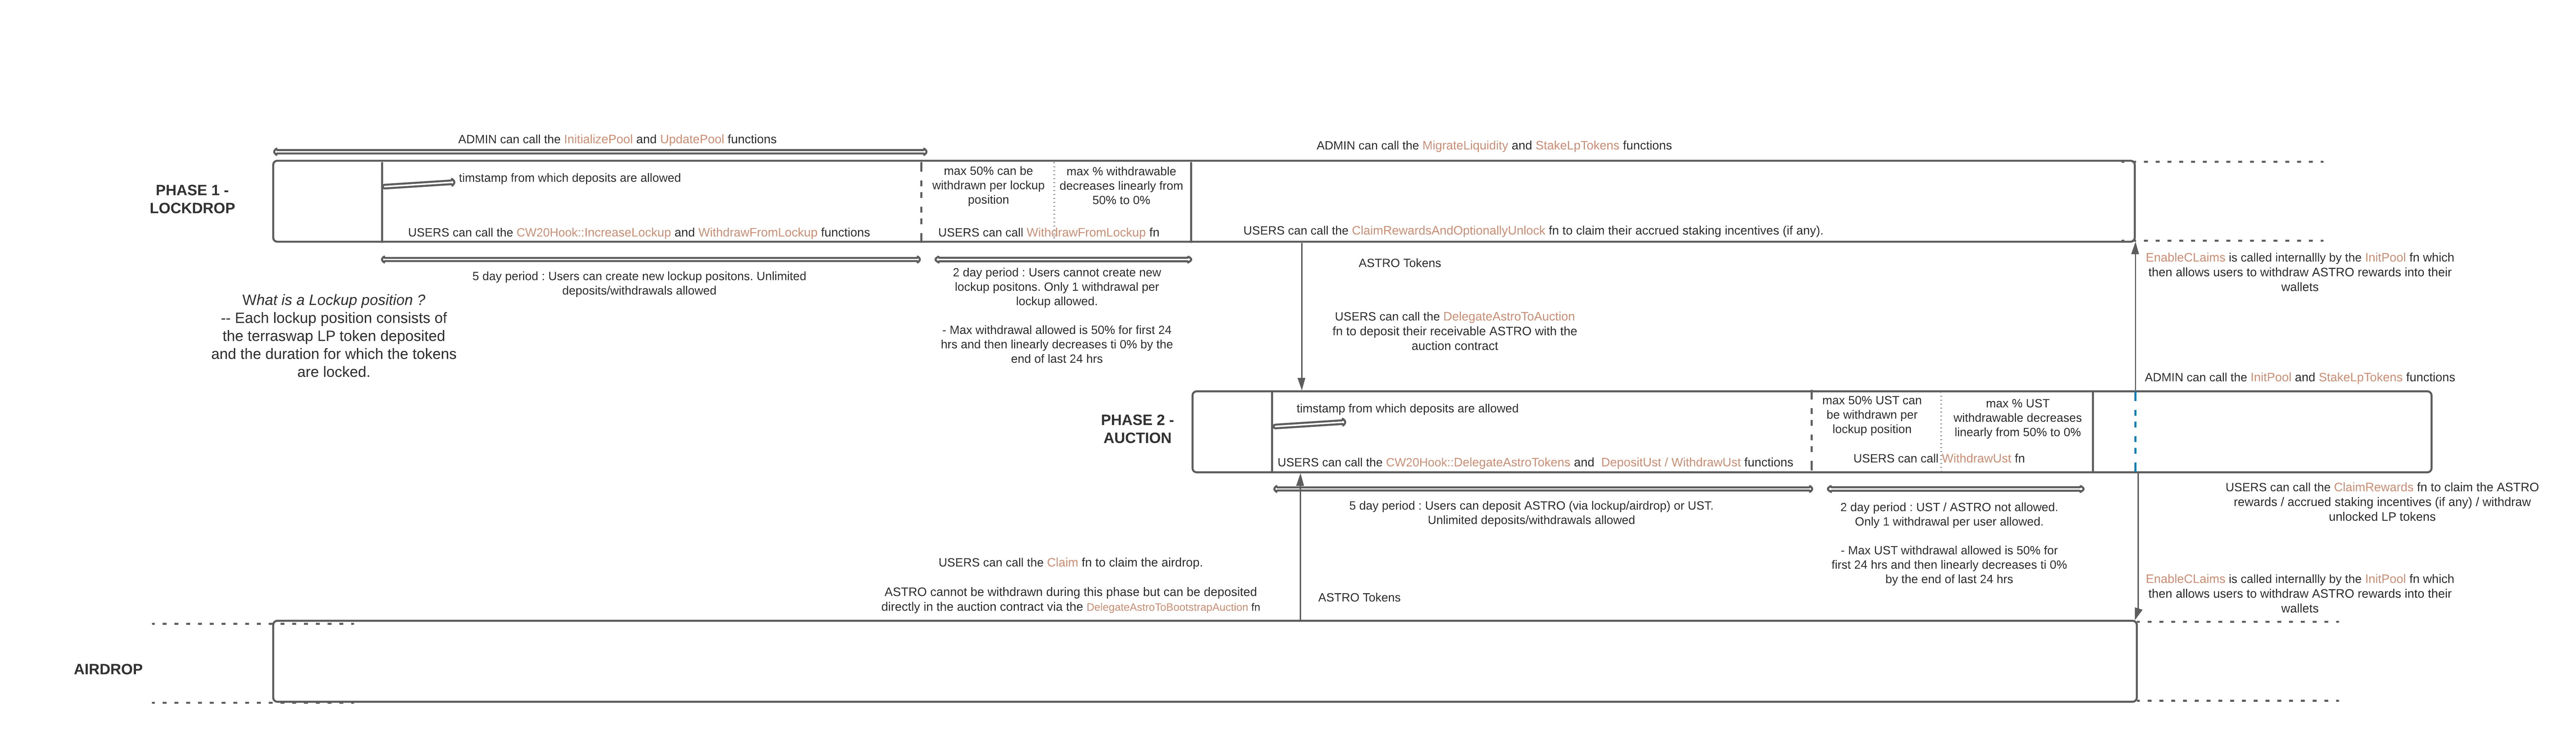 ADMIN can call the InitializePool and UpdatePool functions
ADMIN can call the MigrateLiquidity and StakeLpTokens functions
PHASE 1 -
LOCKDROP
timstamp from which deposits are allowed
USERS can call the CW20Hook::IncreaseLockup and WithdrawFromLockup functions
max 50% can be
withdrawn per lockup
position
max % withdrawable
decreases linearly from
50% to 0%
USERS can call WithdrawFromLockup fn
USERS can call the ClaimRewardsAndOptionallyUnlock fn to claim their accrued staking incentives (if any).
5 day period : Users can create new lockup positons. Unlimited
deposits/withdrawals allowed
2 day period : Users cannot create new
lockup positons. Only 1 withdrawal per
lockup allowed.
- Max withdrawal allowed is 50% for first 24
hrs and then linearly decreases ti 0% by the
end of last 24 hrs
What is a Lockup position ?
-- Each lockup position consists of
the terraswap LP token deposited
and the duration for which the tokens
are locked.
ASTRO Tokens
USERS can call the DelegateAstroToAuction
fn to deposit their receivable ASTRO with the
auction contract
EnableCLaims is called internallly by the InitPool fn which
then allows users to withdraw ASTRO rewards into their
wallets
ADMIN can call the InitPool and StakeLpTokens functions
PHASE 2 -
AUCTION
timstamp from which deposits are allowed
USERS can call the CW20Hook::DelegateAstroTokens and DepositUst / WithdrawUst functions
max 50% UST can
be withdrawn per
lockup position
max % UST
withdrawable decreases
linearly from 50% to 0%
USERS can call WithdrawUst fn
5 day period : Users can deposit ASTRO (via lockup/airdrop) or UST.
Unlimited deposits/withdrawals allowed
2 day period : UST / ASTRO not allowed.
Only 1 withdrawal per user allowed.
- Max UST withdrawal allowed is 50% for
first 24 hrs and then linearly decreases ti 0%
by the end of last 24 hrs
USERS can call the ClaimRewards fn to claim the ASTRO
rewards / accrued staking incentives (if any) / withdraw
unlocked LP tokens
USERS can call the Claim fn to claim the airdrop.
ASTRO cannot be withdrawn during this phase but can be deposited
directly in the auction contract via the DelegateAstroToBootstrapAuction fn
ASTRO Tokens
EnableCLaims is called internallly by the InitPool fn which
then allows users to withdraw ASTRO rewards into their
wallets
AIRDROP